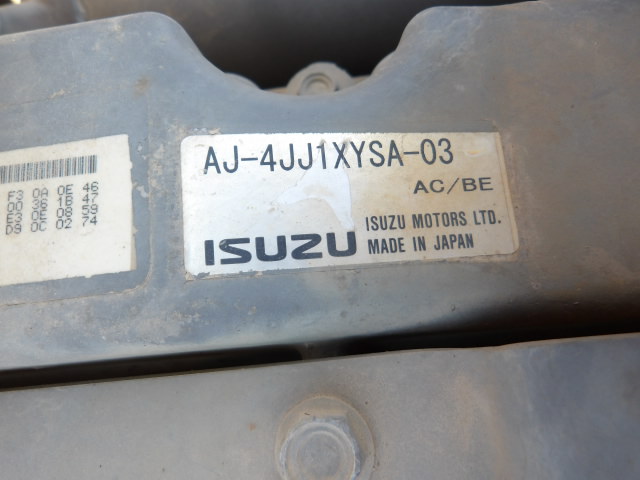 F3 0A 0E 46
00 36 1B 47
E3 0E 08 59
D9 0C 02 74
AJ-4JJ1XYSA-03
AC/BE
ISUZU
ISUZU MOTORS LTD.
MADE IN JAPAN